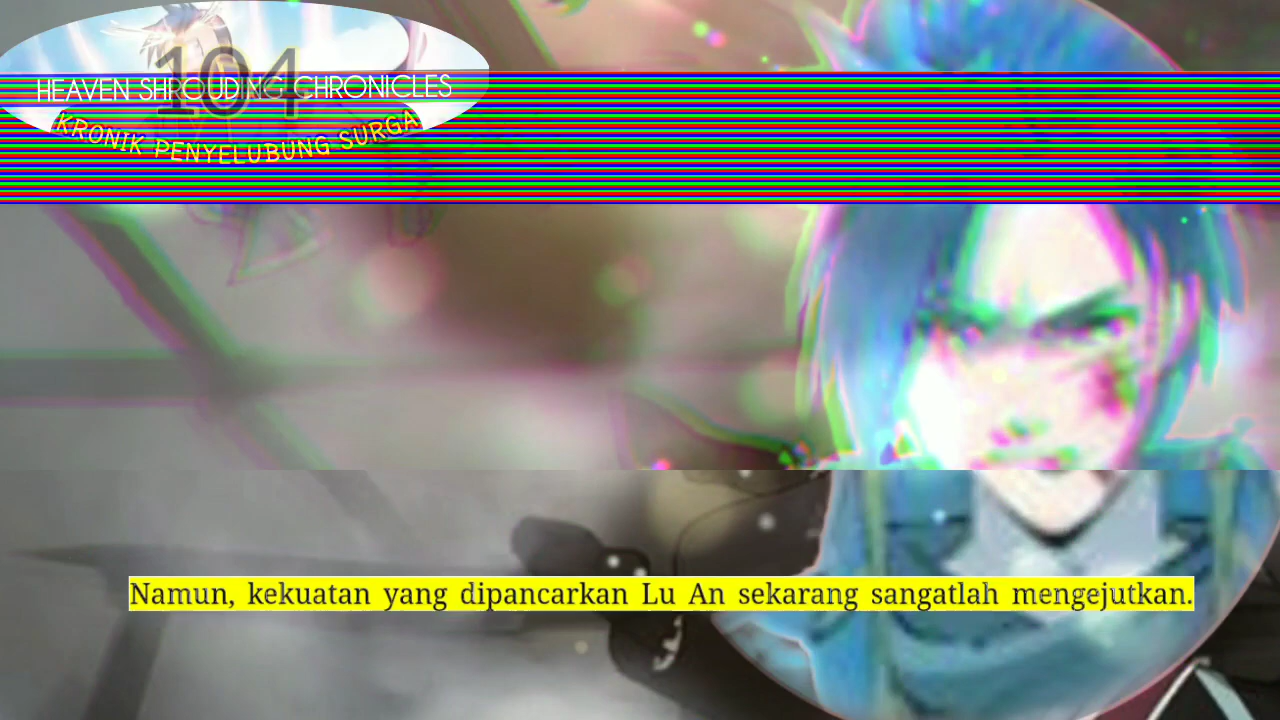 104
HEAVEN SHROUDING CHRONICLES
KRONIK PENYELUBUNG SURGA
Namun, kekuatan yang dipancarkan Lu An sekarang sangatlah mengejutkan.